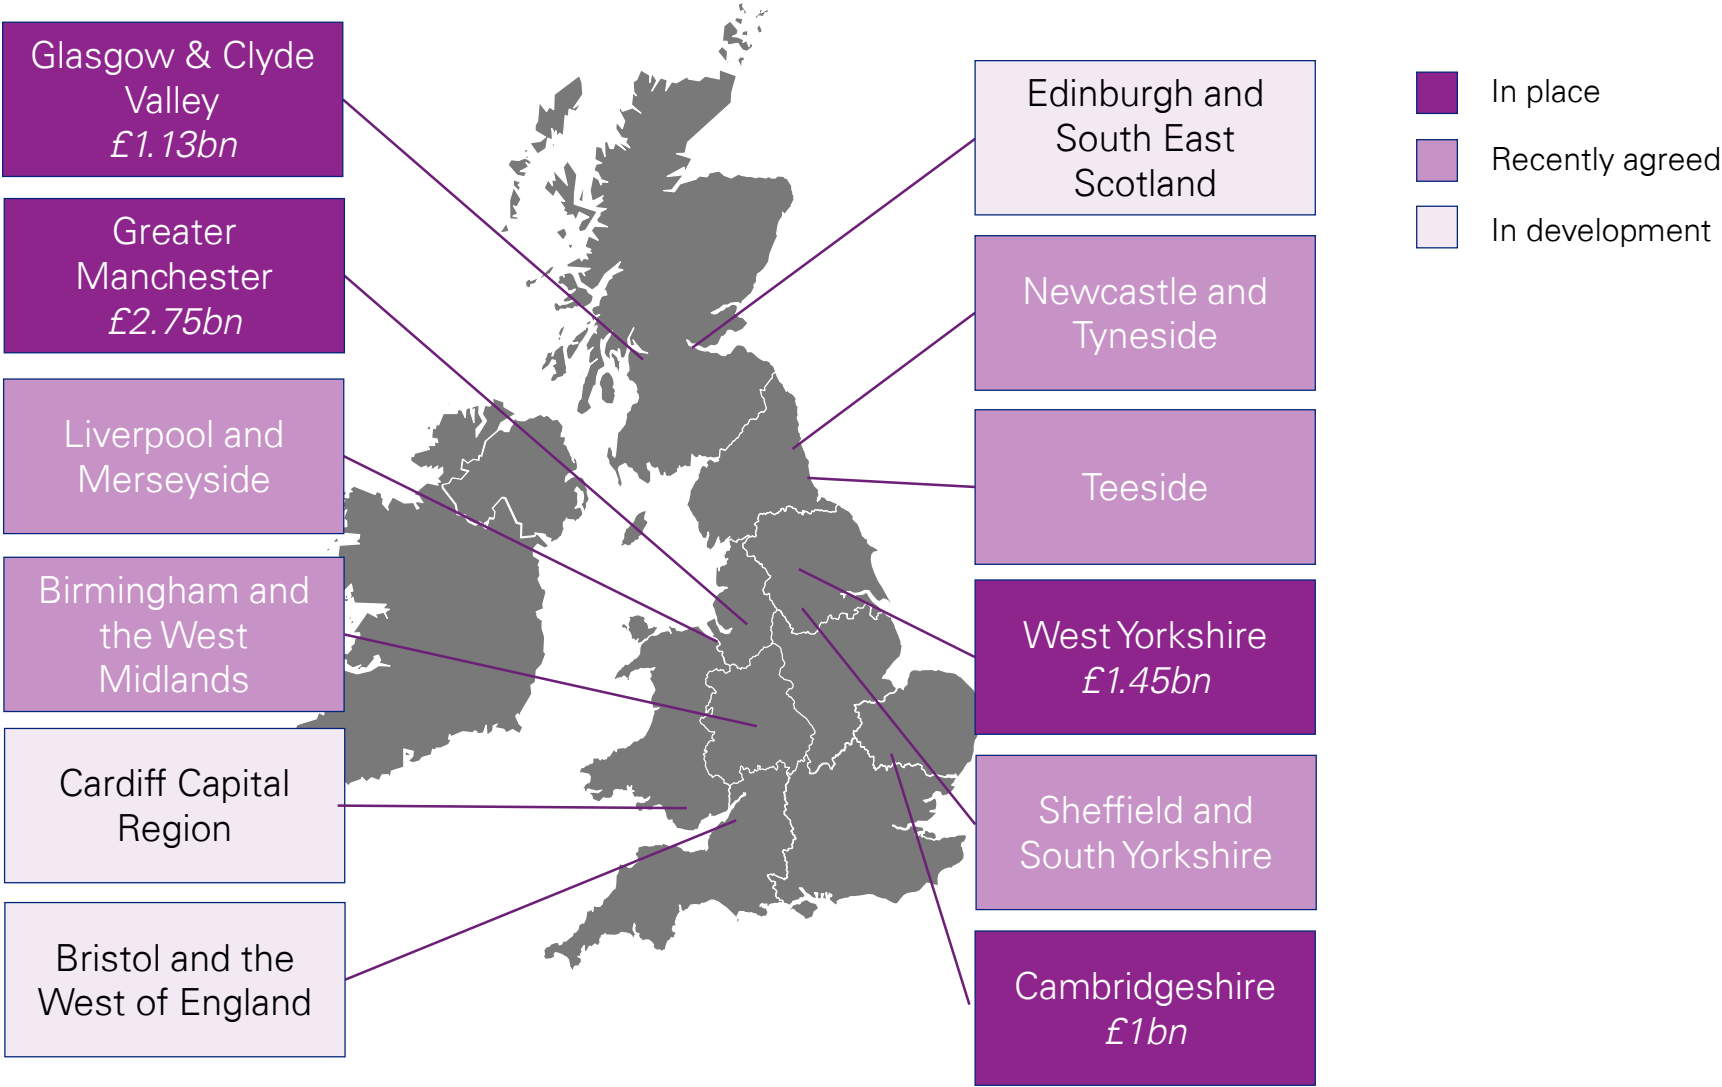 Glasgow & Clyde
Valley
£1.13bn
Greater
Manchester
£2.75bn
Liverpool and
Merseyside
Birmingham and
the West
Midlands
Cardiff Capital
Region
Bristol and the
West of England
Edinburgh and
South East
Scotland
Newcastle and
Tyneside
Teeside
West Yorkshire
£1.45bn
Sheffield and
South Yorkshire
Cambridgeshire
£1bn
In place
Recently agreed
In development